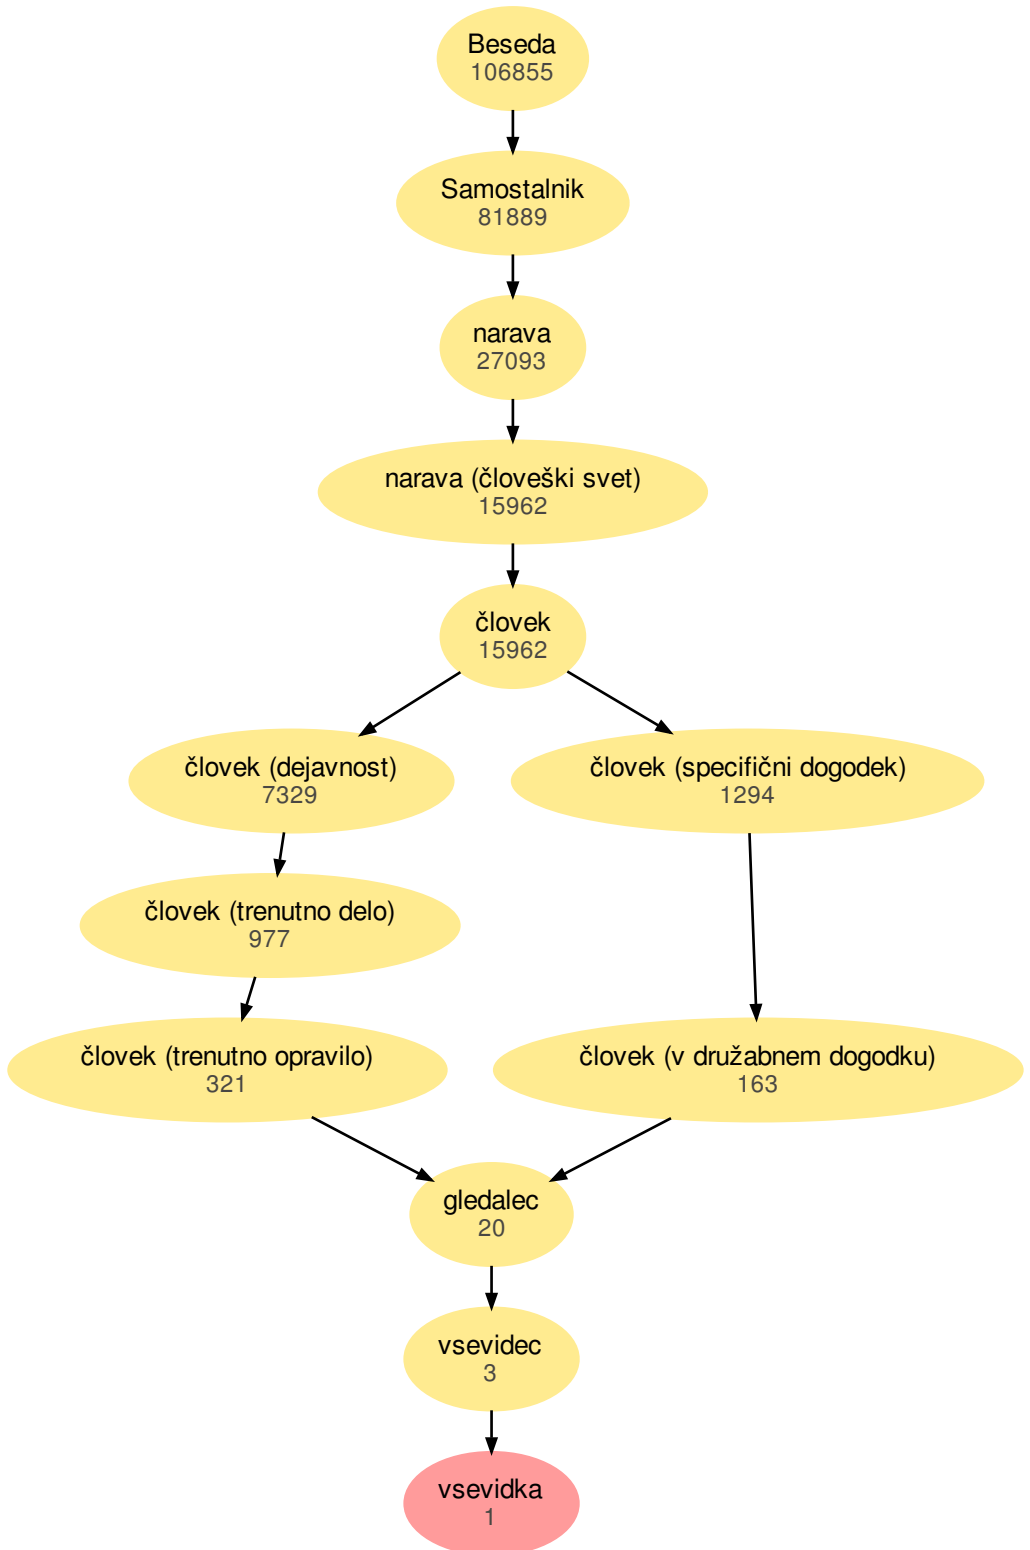 Beseda
106855
Samostalnik
81889
narava
27093
narava (človeški svet)
15962
človek
15962
človek (dejavnost)
7329
človek (specifični dogodek)
1294
človek (trenutno delo)
977
človek (trenutno opravilo)
321
človek (v družabnem dogodku)
163
gledalec
20
vsevidec
3
vsevidka
1